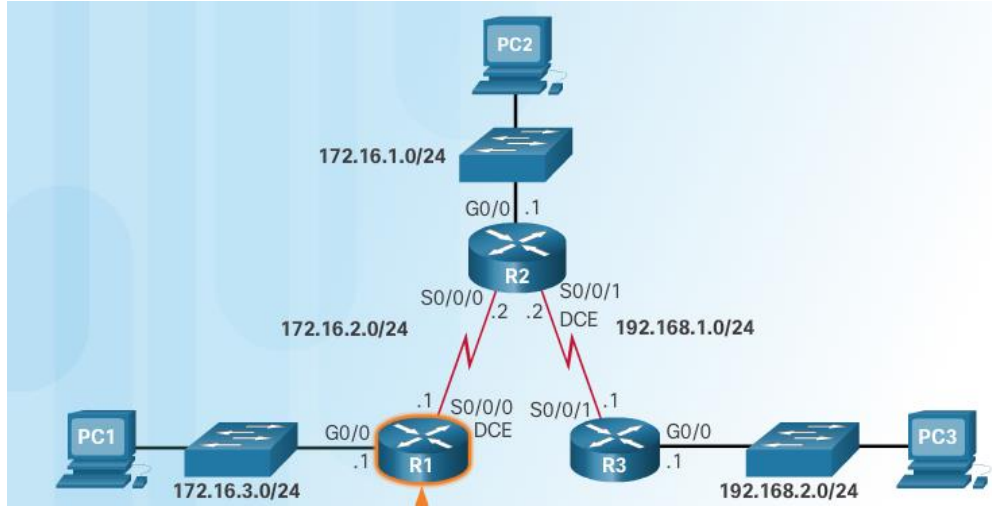 PC2
172.16.1.0/24
G0/0 .1
R2
S0/0/0 .2 .2 S0/0/1
DCE
172.16.2.0/24 192.168.1.0/24
.1 S0/0/0 S0/0/1 .1
DCE
PC1 G0/0 .1 R1 R3 G0/0 .1 PC3
172.16.3.0/24 192.168.2.0/24